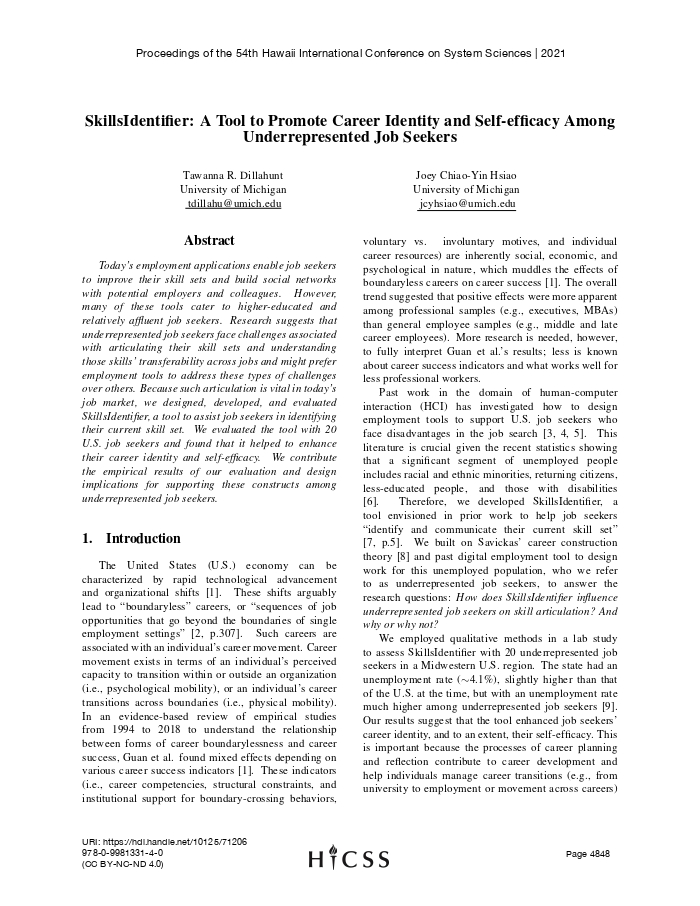 Proceedings of the 54th Hawaii International Conference on System Sciences | 2021
SkillsIdentifier: A Tool to Promote Career Identity and Self-efficacy Among
Underrepresented Job Seekers
Tawanna R. Dillahunt
University of Michigan
tdillahu@umich.edu
Joey Chiao-Yin Hsiao
University of Michigan
jcyhsiao@umich.edu
Abstract
Today's employment applications enable job seekers
to improve their skill sets and build social networks
with potential employers and colleagues. However,
many of these tools cater to higher-educated and
relatively affluent job seekers. Research suggests that
underrepresented job seekers face challenges associated
with articulating their skill sets and understanding
those skills' transferability across jobs and might prefer
employment tools to address these types of challenges
over others. Because such articulation is vital in today's
job market, we designed, developed, and evaluated
SkillsIdentifier, a tool to assist job seekers in identifying
their current skill set. We evaluated the tool with 20
U.S. job seekers and found that it helped to enhance
their career identity and self-efficacy. We contribute
the empirical results of our evaluation and design
implications for supporting these constructs among
underrepresented job seekers.
1. Introduction
The United States (U.S.) economy can be
characterized by rapid technological advancement
and organizational shifts [1]. These shifts arguably
lead to “boundaryless” careers, or “sequences of job
opportunities that go beyond the boundaries of single
employment settings” [2, p.307]. Such careers are
associated with an individual's career movement. Career
movement exists in terms of an individual's perceived
capacity to transition within or outside an organization
(i.e., psychological mobility), or an individual's career
transitions across boundaries (i.e., physical mobility).
In an evidence-based review of empirical studies
from 1994 to 2018 to understand the relationship
between forms of career boundarylessness and career
success, Guan et al. found mixed effects depending on
various career success indicators [1]. These indicators
(i.e., career competencies, structural constraints, and
institutional support for boundary-crossing behaviors,
voluntary vs. involuntary motives, and individual
career resources) are inherently social, economic, and
psychological in nature, which muddles the effects of
boundaryless careers on career success [1]. The overall
trend suggested that positive effects were more apparent
among professional samples (e.g., executives, MBAs)
than general employee samples (e.g., middle and late
career employees). More research is needed, however,
to fully interpret Guan et al.'s results; less is known
about career success indicators and what works well for
less professional workers.
Past work in the domain of human-computer
interaction (HCI) has investigated how to design
employment tools to support U.S. job seekers who
face disadvantages in the job search [3, 4, 5]. This
literature is crucial given the recent statistics showing
that a significant segment of unemployed people
includes racial and ethnic minorities, returning citizens,
less-educated people, and those with disabilities
[6]. Therefore, we developed SkillsIdentifier, a
tool envisioned in prior work to help job seekers
“identify and communicate their current skill set”
[7, p.5]. We built on Savickas' career construction
theory [8] and past digital employment tool to design
work for this unemployed population, who we refer
to as underrepresented job seekers, to answer the
research questions: How does SkillsIdentifier influence
underrepresented job seekers on skill articulation? And
why or why not?
We employed qualitative methods in a lab study
to assess SkillsIdentifier with 20 underrepresented job
seekers in a Midwestern U.S. region. The state had an
unemployment rate (~4.1%), slightly higher than that
of the U.S. at the time, but with an unemployment rate
much higher among underrepresented job seekers [9].
Our results suggest that the tool enhanced job seekers'
career identity, and to an extent, their self-efficacy. This
is important because the processes of career planning
and reflection contribute to career development and
help individuals manage career transitions (e.g., from
university to employment or movement across careers)
URI: https://hdl.handle.net/10125/71206
978-0-9981331-4-0
(CC BY-NC-ND 4.0)
HICSS
Page 4848